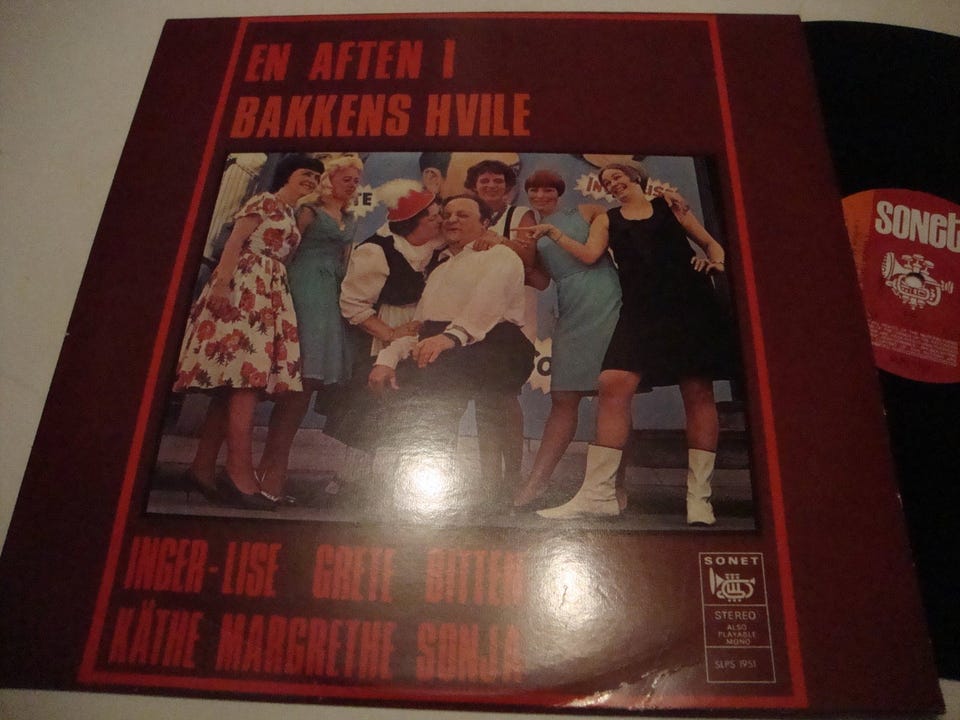 EN AFTEN I
BAKKENS HVILE
INGER-LISE GRETE BITTEN
KÄTHE MARGRETHE SONJA
SONET
STEREO
ALSO
PLAYABLE
MONO
SLPS 1951
SONET